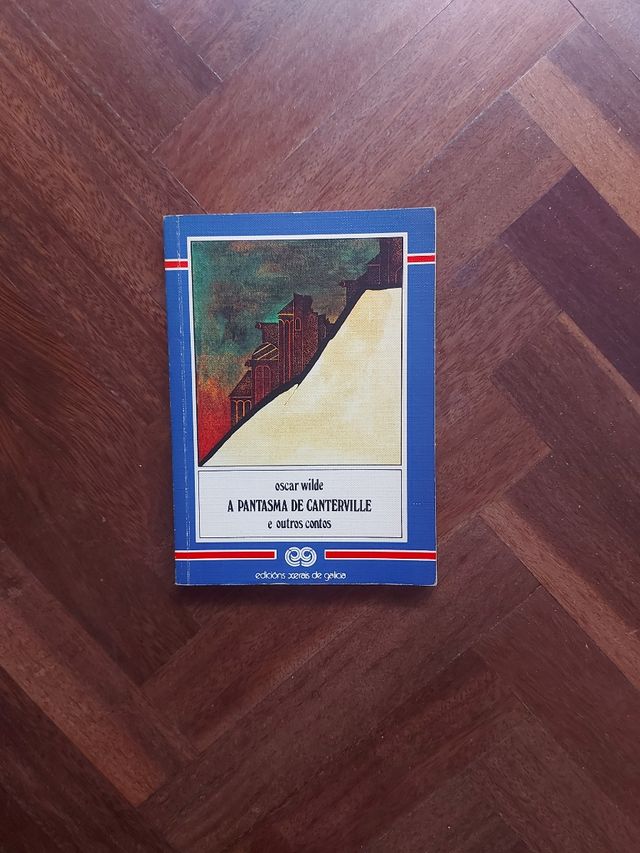 oscar wilde
A PANTASMA DE CANTERVILLE
e outros contos
edicións xerais de galicia